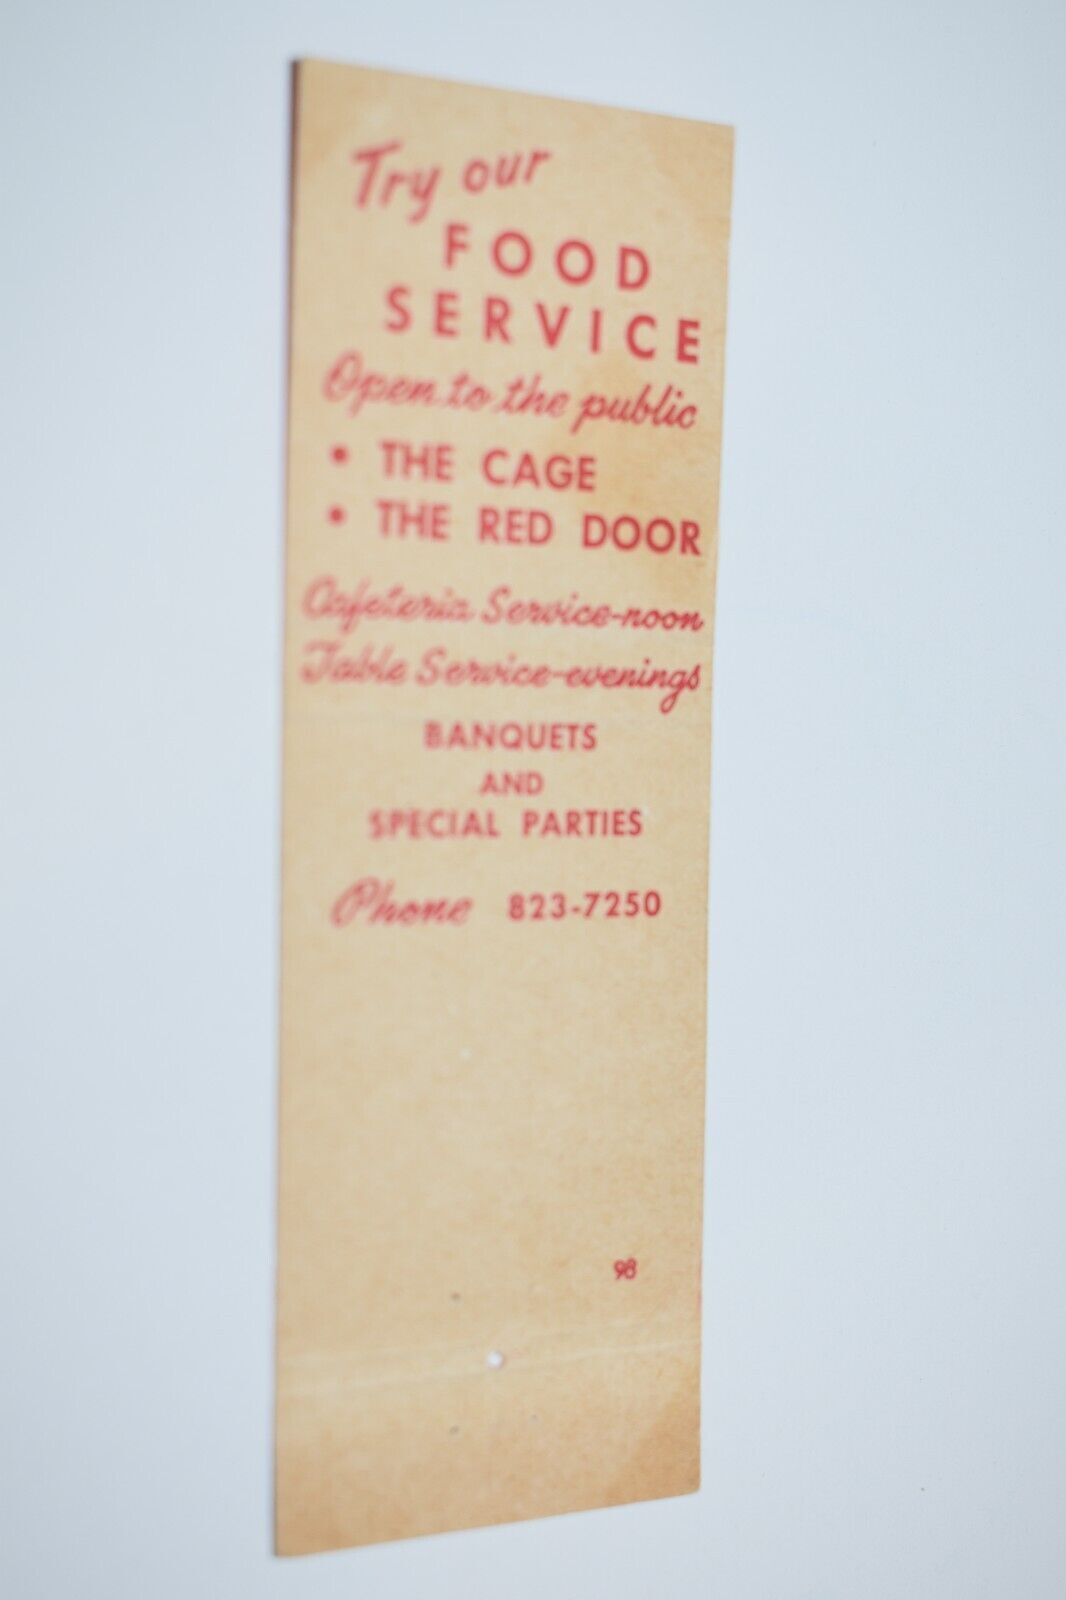 Try our
FOOD
SERVICE
Open to the public
• THE CAGE
• THE RED DOOR
Cafeteria Service-noon
Table Service-evenings
BANQUETS
AND
SPECIAL PARTIES
Phone 823-7250
98